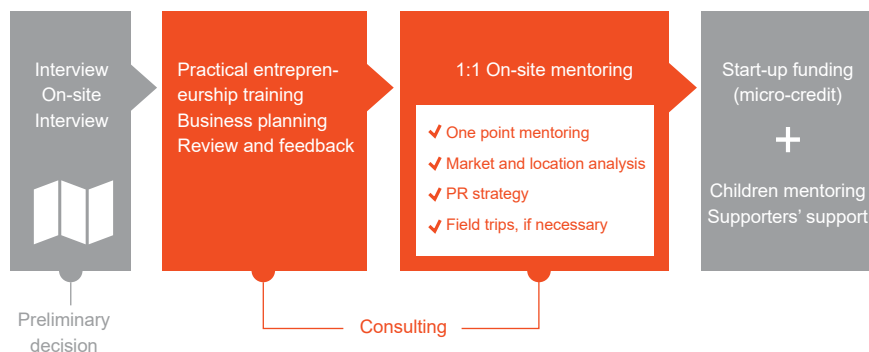 Interview
On-site
Interview
Preliminary
decision
Practical entrepren-
eurship training
Business planning
Review and feedback
1:1 On-site mentoring
One point mentoring
Market and location analysis
PR strategy
Field trips, if necessary
Consulting
Start-up funding
(micro-credit)
+
Children mentoring
Supporters’ support